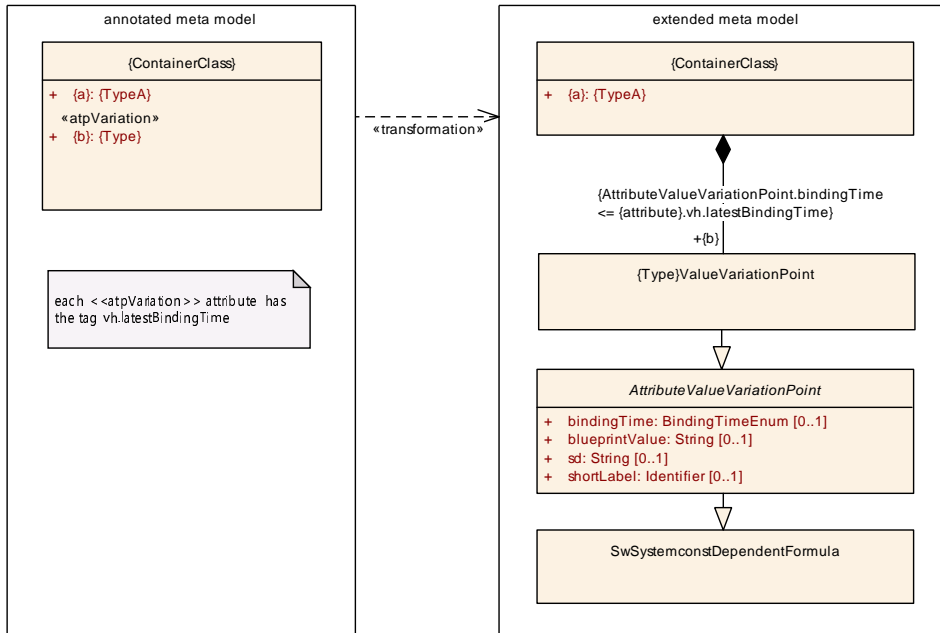 annotated meta model
{ContainerClass}
+ {a}: {TypeA}
«atpVariation»
+ {b}: {Type}
each <<atpVariation>> attribute has
the tag vh.latestBindingTime
«transformation»
extended meta model
{ContainerClass}
+ {a}: {TypeA}
{AttributeValueVariationPoint.bindingTime
<= {attribute}.vh.latestBindingTime}
+{b}
{Type}ValueVariationPoint
AttributeValueVariationPoint
+ bindingTime: BindingTimeEnum [0..1]
+ blueprintValue: String [0..1]
+ sd: String [0..1]
+ shortLabel: Identifier [0..1]
SwSystemconstDependentFormula